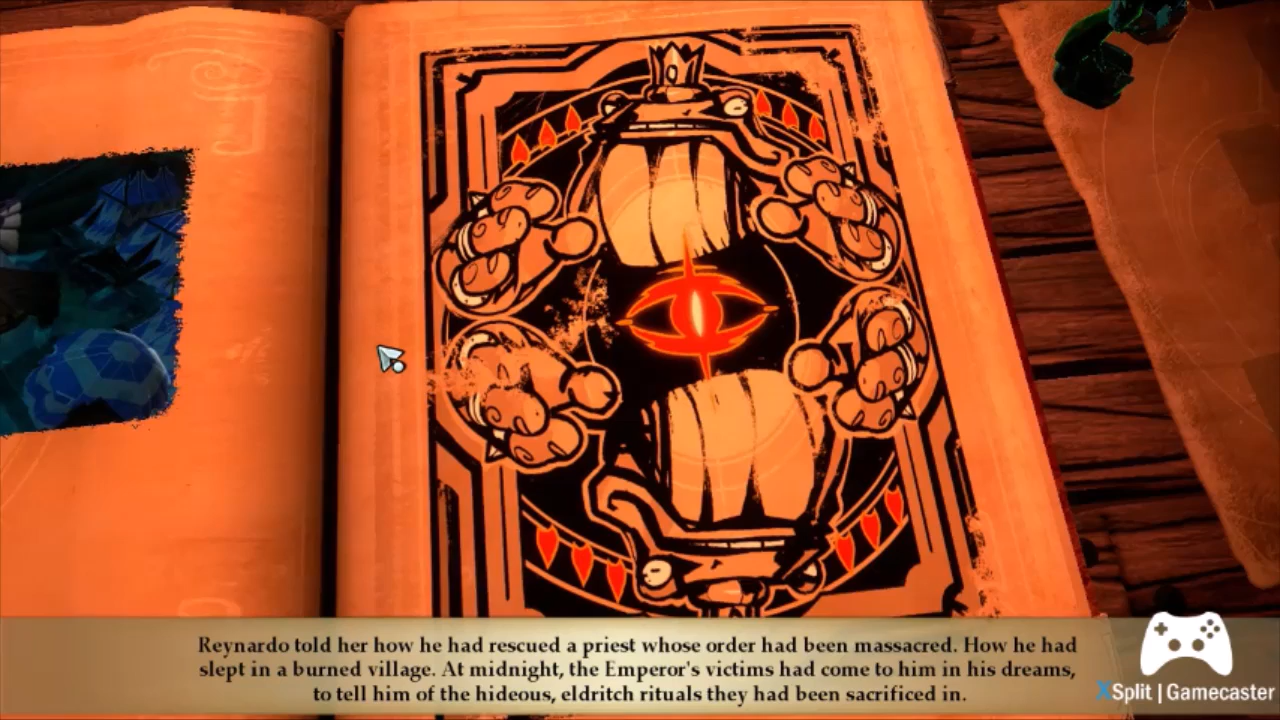 Reynardo told her how he had rescued a priest whose order had been massacred. How he had
slept in a burned village. At midnight, the Emperor's victims had come to him in his dreams,
to tell him of the hideous, eldritch rituals they had been sacrificed in.
XSplit | Gamecaster